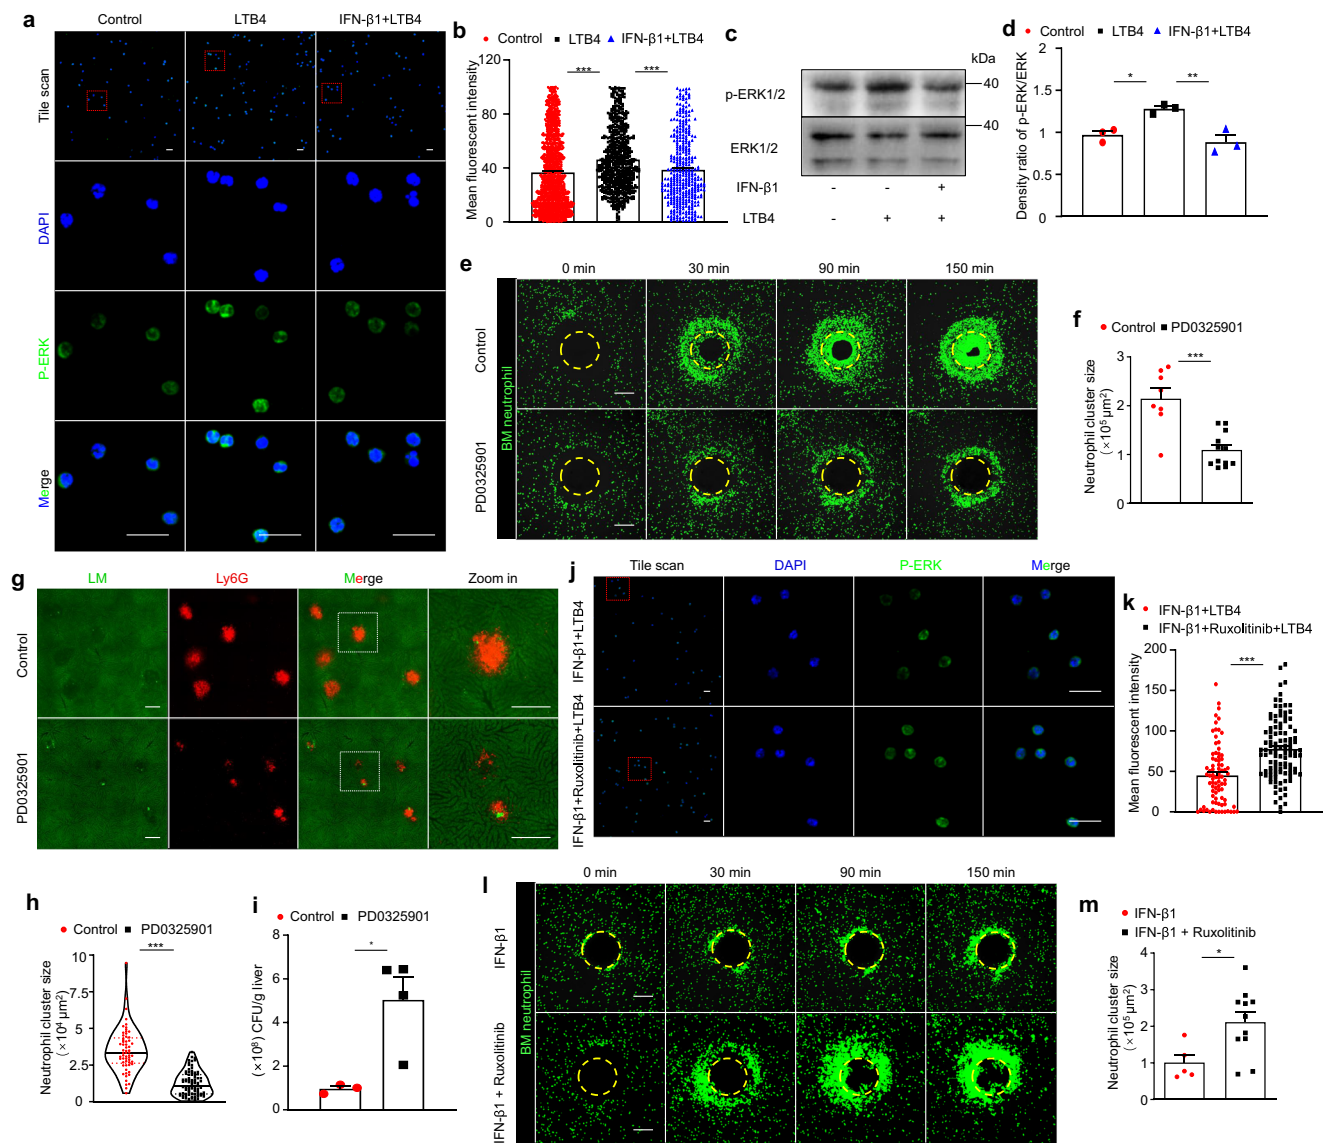 a
Control
LTB4
IFN-β1+LTB4
Tile scan
DAPI
P-ERK
Merge
b
Control
LTB4
IFN-β1+LTB4
Mean fluorescent intensity
120
100
80
60
40
20
0
***
***
c
kDa
p-ERK1/2
40
ERK1/2
40
IFN-β1
-
-
+
LTB4
-
+
+
d
Control
LTB4
IFN-β1+LTB4
Density ratio of p-ERK/ERK
2
1.5
1
0.5
0
*
**
e
0 min
30 min
90 min
150 min
BM neutrophil
Control
PD0325901
f
Control
PD0325901
Neutrophil cluster size
(×10⁵ μm²)
3
2
1
0
***
g
LM
Ly6G
Merge
Zoom in
Control
PD0325901
h
Control
PD0325901
Neutrophil cluster size
(×10⁴ μm²)
10
7.5
5
2.5
0
***
i
Control
PD0325901
(×10⁸) CFU/g liver
8
6
4
2
0
*
j
Tile scan
DAPI
P-ERK
Merge
IFN-β1+LTB4
IFN-β1+Ruxolitinib+LTB4
k
IFN-β1+LTB4
IFN-β1+Ruxolitinib+LTB4
Mean fluorescent intensity
200
150
100
50
0
***
l
0 min
30 min
90 min
150 min
BM neutrophil
IFN-β1
IFN-β1 + Ruxolitinib
m
IFN-β1
IFN-β1 + Ruxolitinib
Neutrophil cluster size
(×10⁵ μm²)
4
3
2
1
0
*